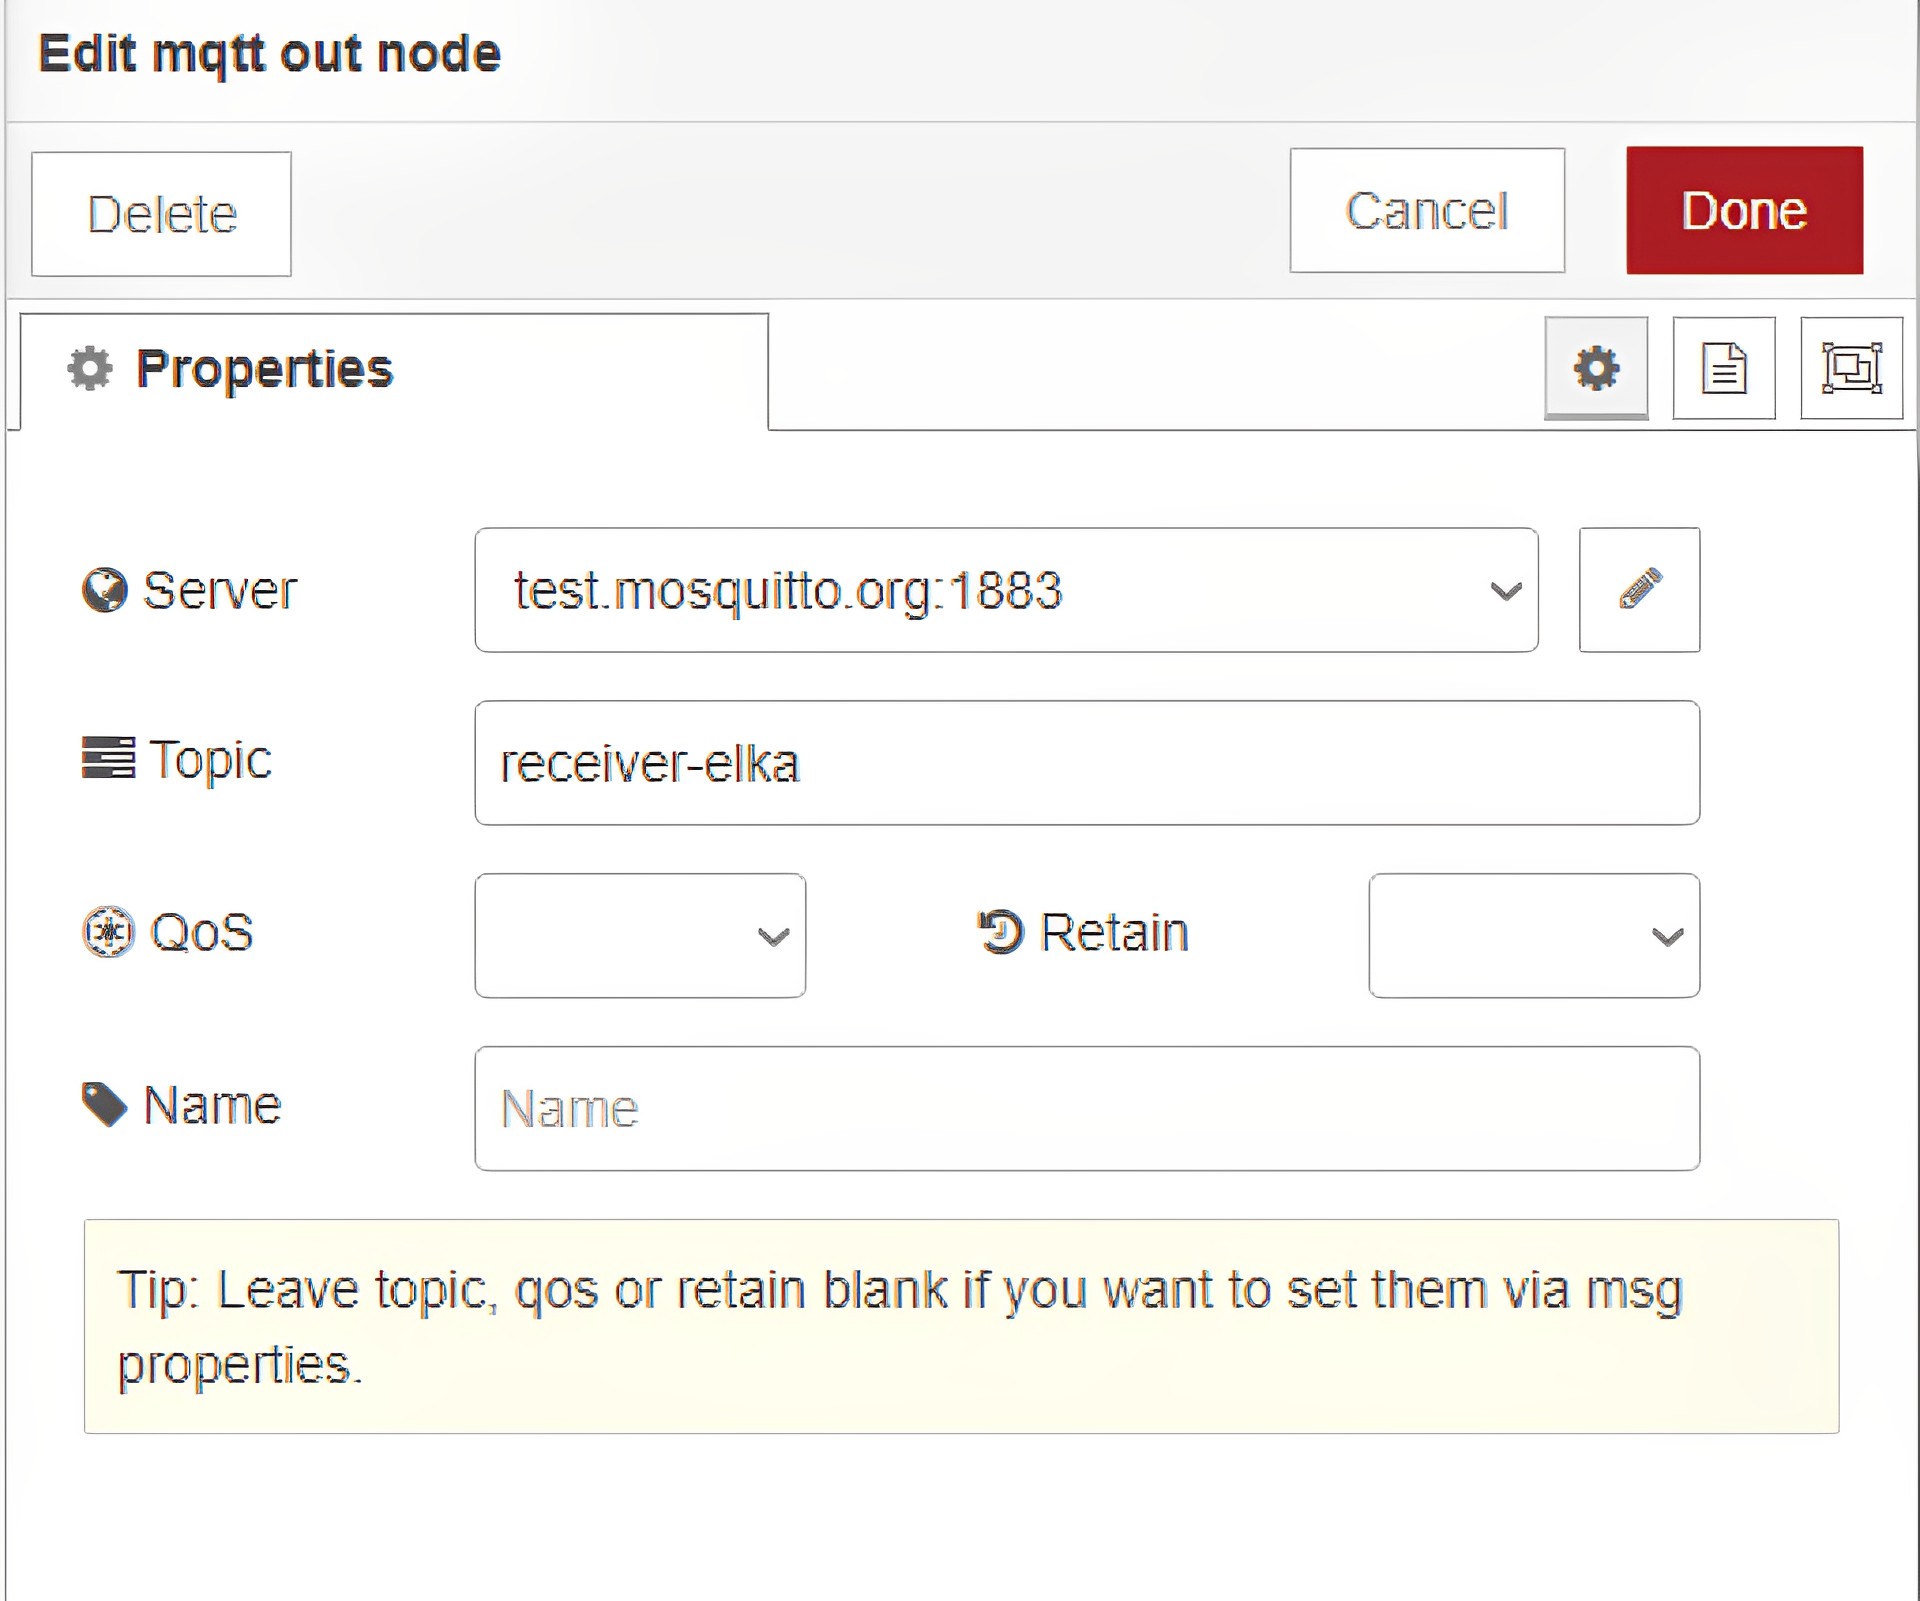 Edit mqtt out node
Delete
Cancel
Done
Properties
Server
test.mosquitto.org:1883
Topic
receiver-elka
QoS
Retain
Name
Name
Tip: Leave topic, qos or retain blank if you want to set them via msg
properties.